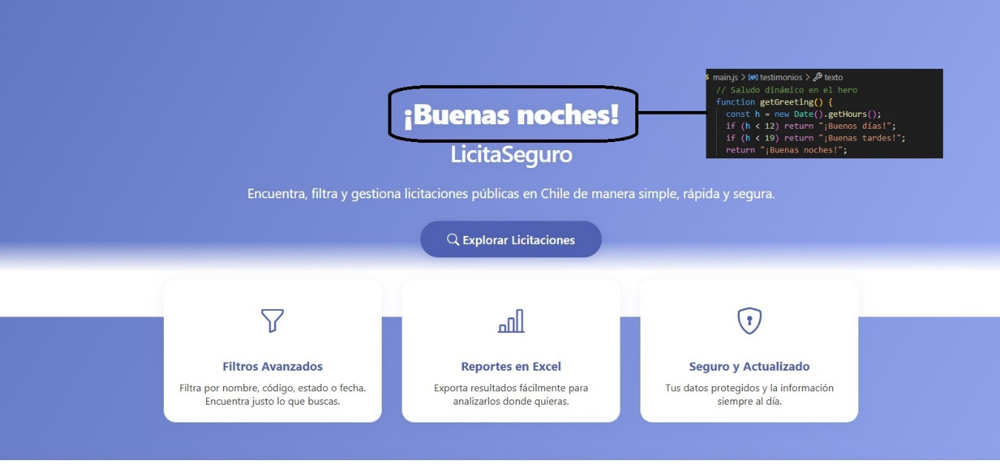 ¡Buenas noches!
LicitaSeguro
Encuentra, filtra y gestiona licitaciones públicas en Chile de manera simple, rápida y segura.
Explorar Licitaciones
main.js > testimonios > texto
// Saludo dinámico en el hero
function getGreeting() {
const h = new Date().getHours();
if (h < 12) return "¡Buenos días!";
if (h < 19) return "¡Buenas tardes!";
return "¡Buenas noches!";
Filtros Avanzados
Filtra por nombre, código, estado o fecha.
Encuentra justo lo que buscas.
Reportes en Excel
Exporta resultados fácilmente para
analizarlos donde quieras.
Seguro y Actualizado
Tus datos protegidos y la información
siempre al día.